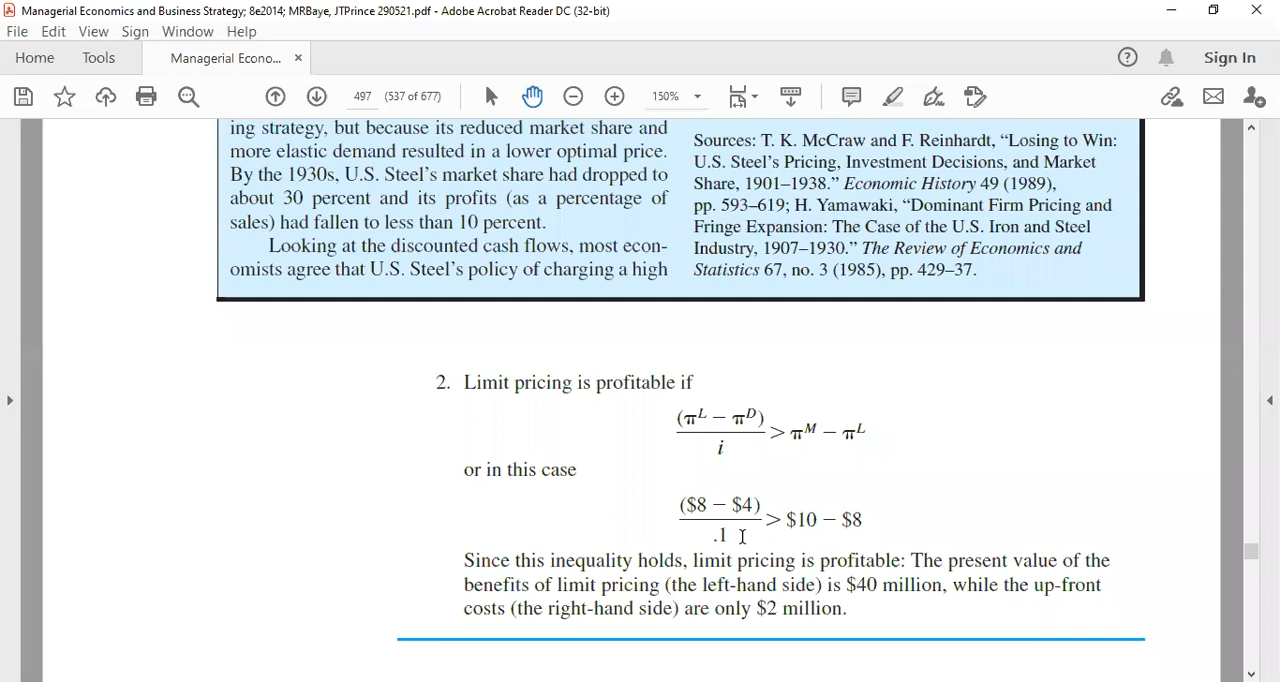 Managerial Economics and Business Strategy; 8e2014; MRBaye, JTPrince 290521.pdf - Adobe Acrobat Reader DC (32-bit)
File Edit View Sign Window Help
Home Tools Managerial Econo... × Sign In
497 (537 of 677) 150%
ing strategy, but because its reduced market share and
more elastic demand resulted in a lower optimal price.
By the 1930s, U.S. Steel's market share had dropped to
about 30 percent and its profits (as a percentage of
sales) had fallen to less than 10 percent.
Looking at the discounted cash flows, most econ-
omists agree that U.S. Steel's policy of charging a high
Sources: T. K. McCraw and F. Reinhardt, “Losing to Win:
U.S. Steel's Pricing, Investment Decisions, and Market
Share, 1901–1938.” Economic History 49 (1989),
pp. 593–619; H. Yamawaki, “Dominant Firm Pricing and
Fringe Expansion: The Case of the U.S. Iron and Steel
Industry, 1907–1930.” The Review of Economics and
Statistics 67, no. 3 (1985), pp. 429–37.
2. Limit pricing is profitable if
(π^L − π^D)
> π^M − π^L
i
or in this case
($8 − $4)
> $10 − $8
.1
Since this inequality holds, limit pricing is profitable: The present value of the
benefits of limit pricing (the left-hand side) is $40 million, while the up-front
costs (the right-hand side) are only $2 million.